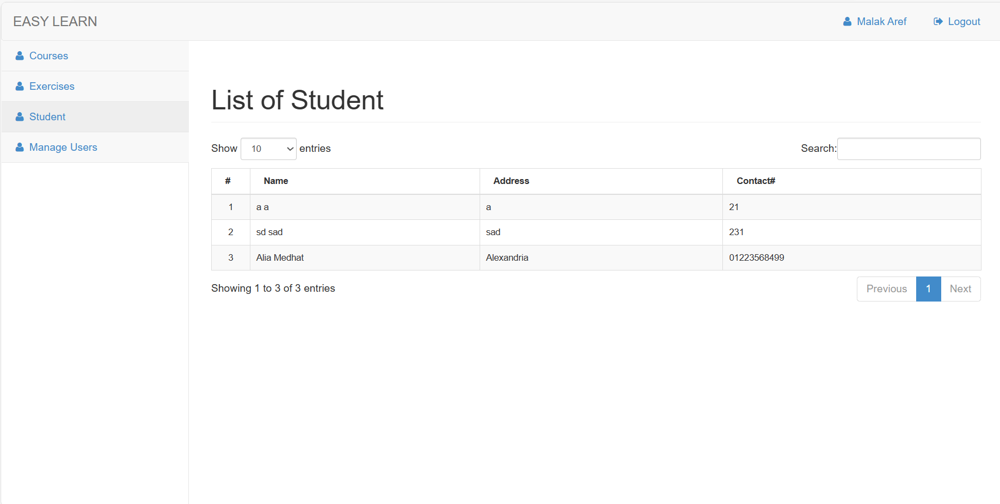 EASY LEARN
Malak Aref Logout
Courses
Exercises
Student
Manage Users
List of Student
Show 10 entries Search:
# Name Address Contact#
1 a a a 21
2 sd sad sad 231
3 Alia Medhat Alexandria 01223568499
Showing 1 to 3 of 3 entries Previous 1 Next